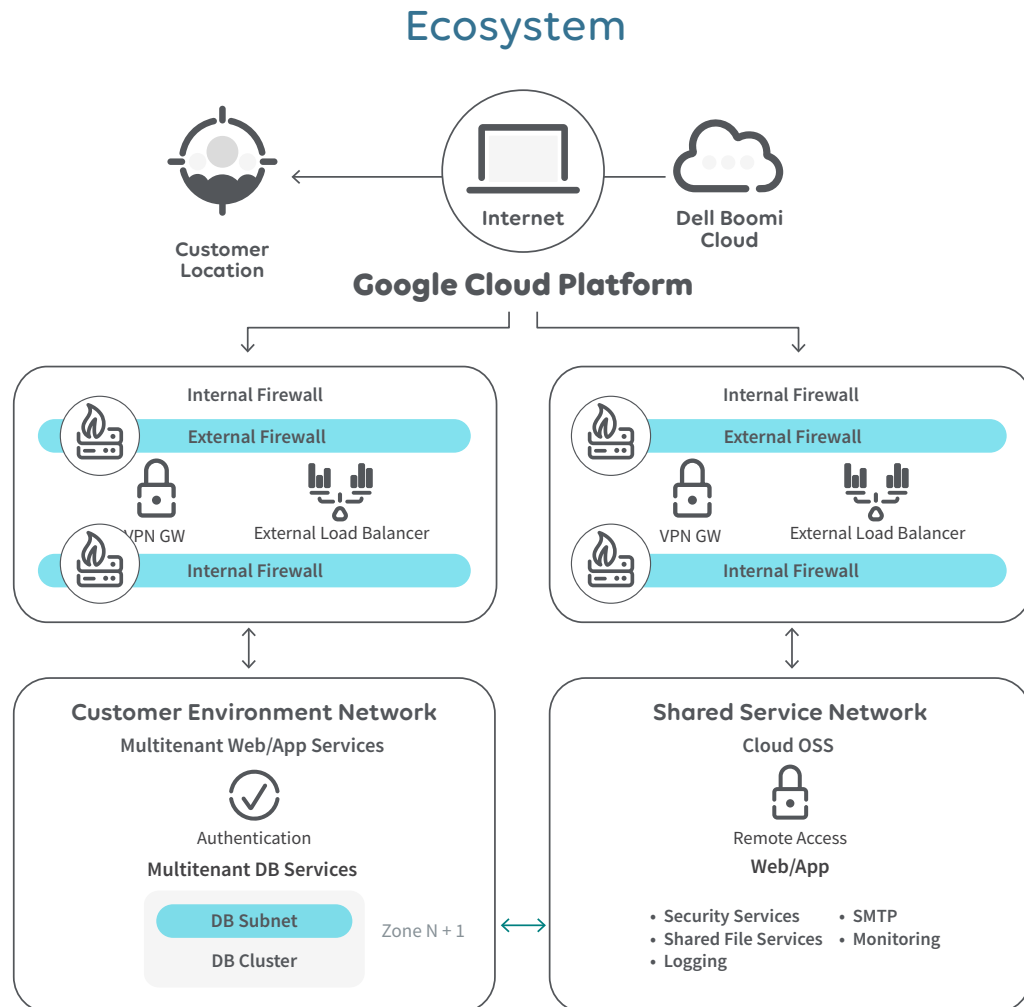 Ecosystem
Internet
Dell Boomi
Cloud
Customer
Location
Google Cloud Platform
Internal Firewall
External Firewall
VPN GW
External Load Balancer
Internal Firewall
Internal Firewall
External Firewall
VPN GW
External Load Balancer
Internal Firewall
Customer Environment Network
Multitenant Web/App Services
Authentication
Multitenant DB Services
DB Subnet
DB Cluster
Zone N + 1
Shared Service Network
Cloud OSS
Remote Access
Web/App
• Security Services
• Shared File Services
• Logging
• SMTP
• Monitoring